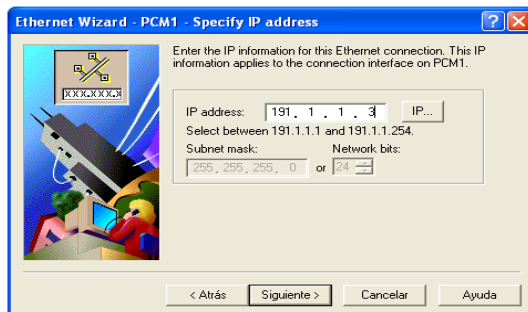 Ethernet Wizard - PCM1 - Specify IP address
xxx.xxx.x
Enter the IP information for this Ethernet connection. This IP
information applies to the connection interface on PCM1.
IP address: 191 . 1 . 1 . 3 IP...
Select between 191.1.1.1 and 191.1.1.254.
Subnet mask: Network bits:
255 . 255 . 255 . 0 or 24
< Atrás Siguiente > Cancelar Ayuda